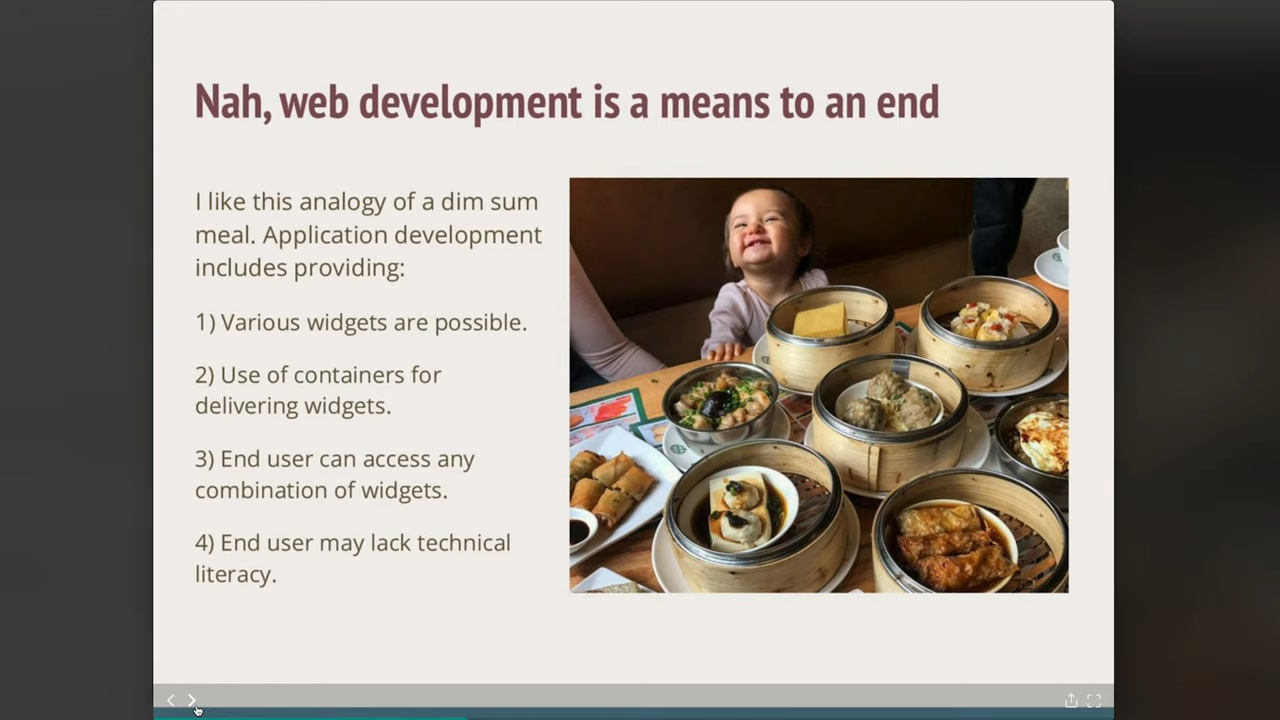 Nah, web development is a means to an end
I like this analogy of a dim sum
meal. Application development
includes providing:
1) Various widgets are possible.
2) Use of containers for
delivering widgets.
3) End user can access any
combination of widgets.
4) End user may lack technical
literacy.